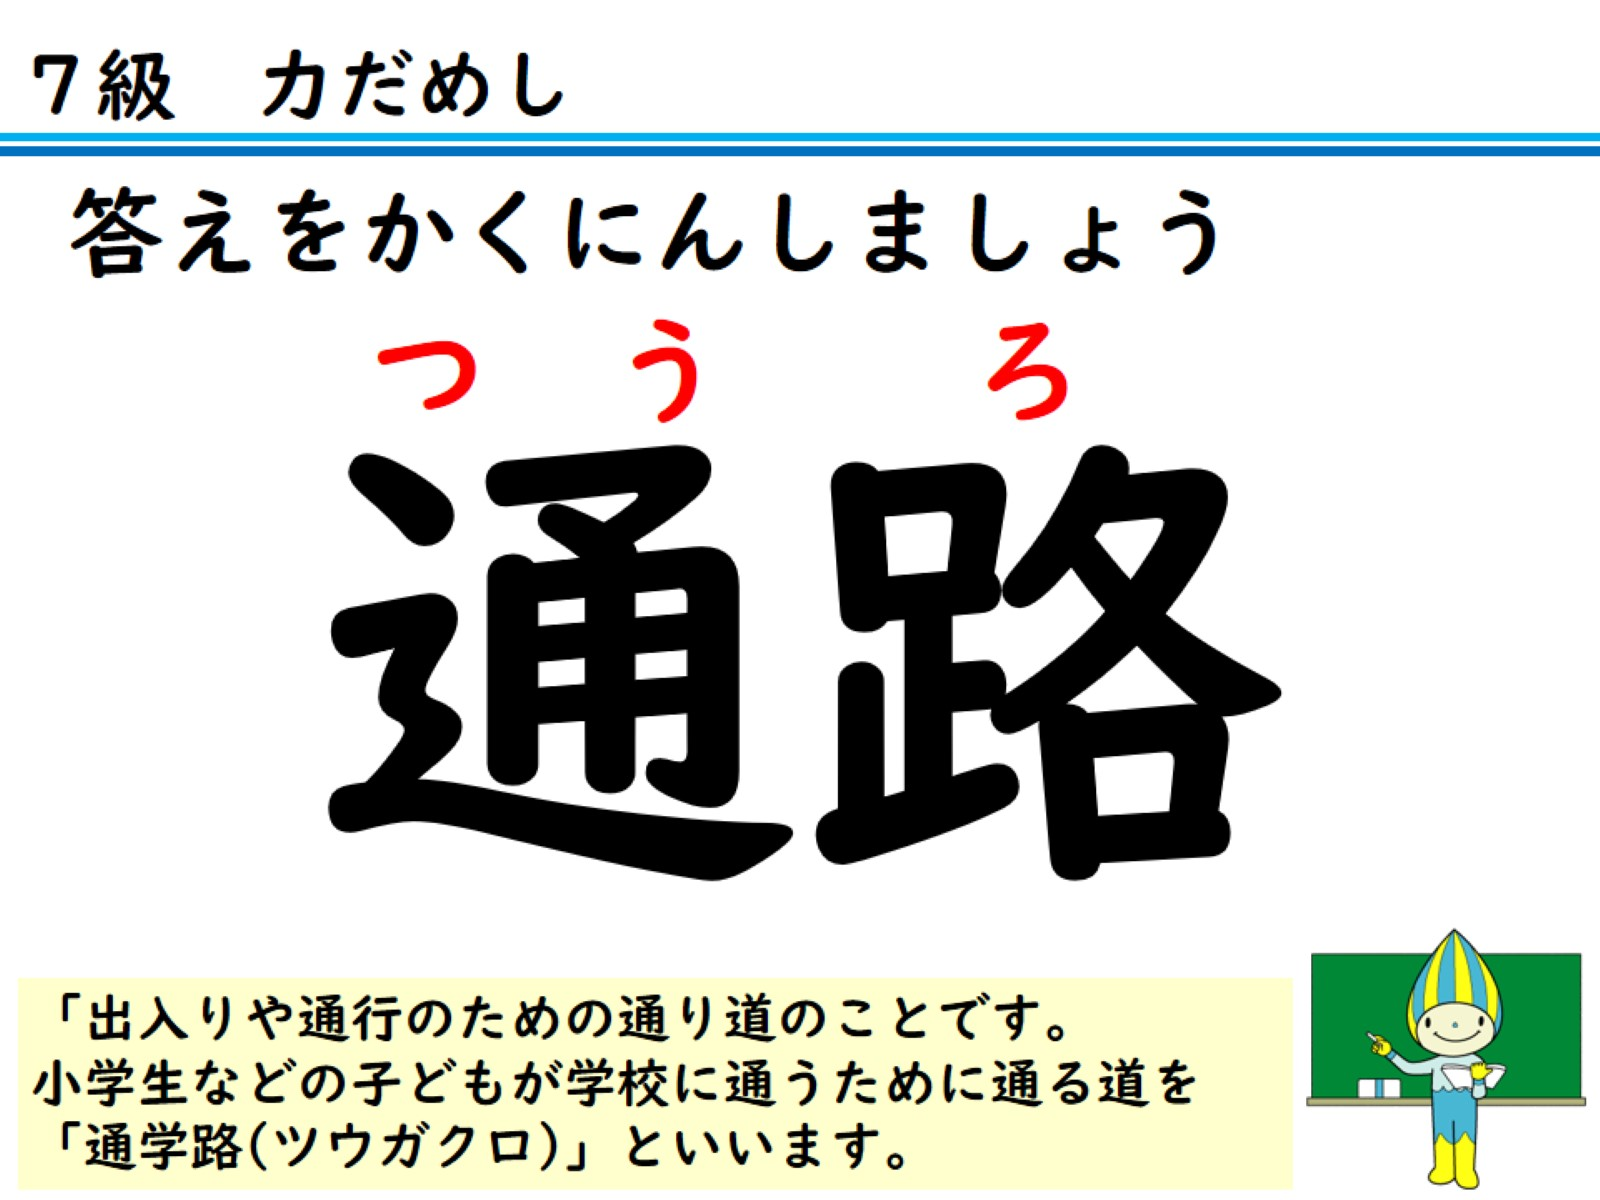 ７級　力だめし
答えをかくにんしましょう
つうろ
通路
「出入りや通行のための通り道のことです。
小学生などの子どもが学校に通うために通る道を
「通学路(ツウガクロ)」といいます。